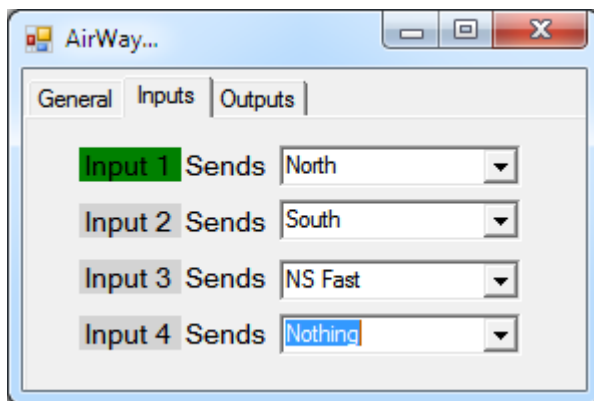 AirWay...
General Inputs Outputs
Input 1 Sends North
Input 2 Sends South
Input 3 Sends NS Fast
Input 4 Sends Nothing